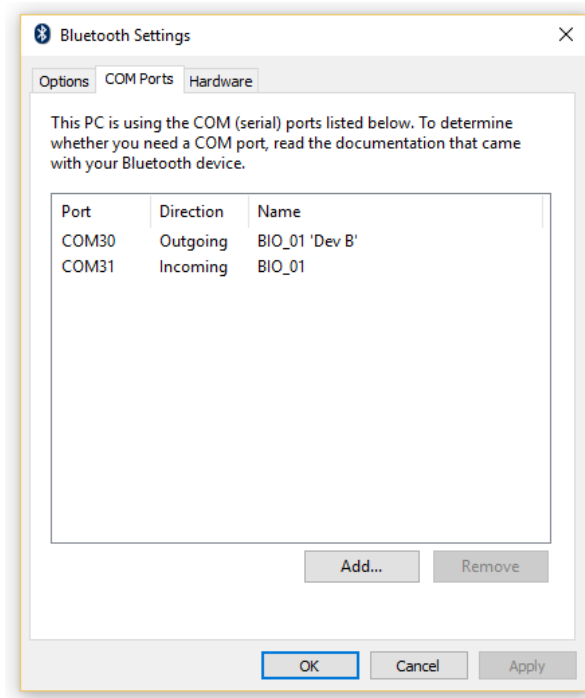 Bluetooth Settings
Options COM Ports Hardware
This PC is using the COM (serial) ports listed below. To determine
whether you need a COM port, read the documentation that came
with your Bluetooth device.
Port Direction Name
COM30 Outgoing BIO_01 'Dev B'
COM31 Incoming BIO_01
Add... Remove
OK Cancel Apply